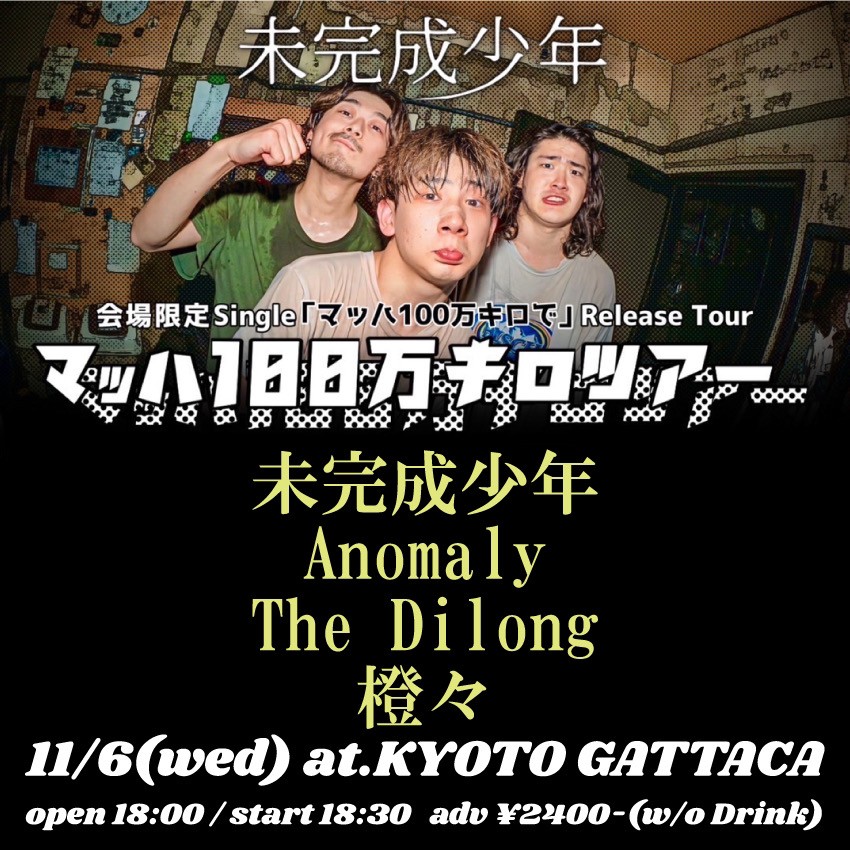 未完成少年
会場限定Single「マッハ100万キロで」Release Tour
マッハ100万キロツアー
未完成少年
Anomaly
The Dilong
橙々
11/6(wed) at.KYOTO GATTACA
open 18:00 / start 18:30 adv ¥2400-(w/o Drink)